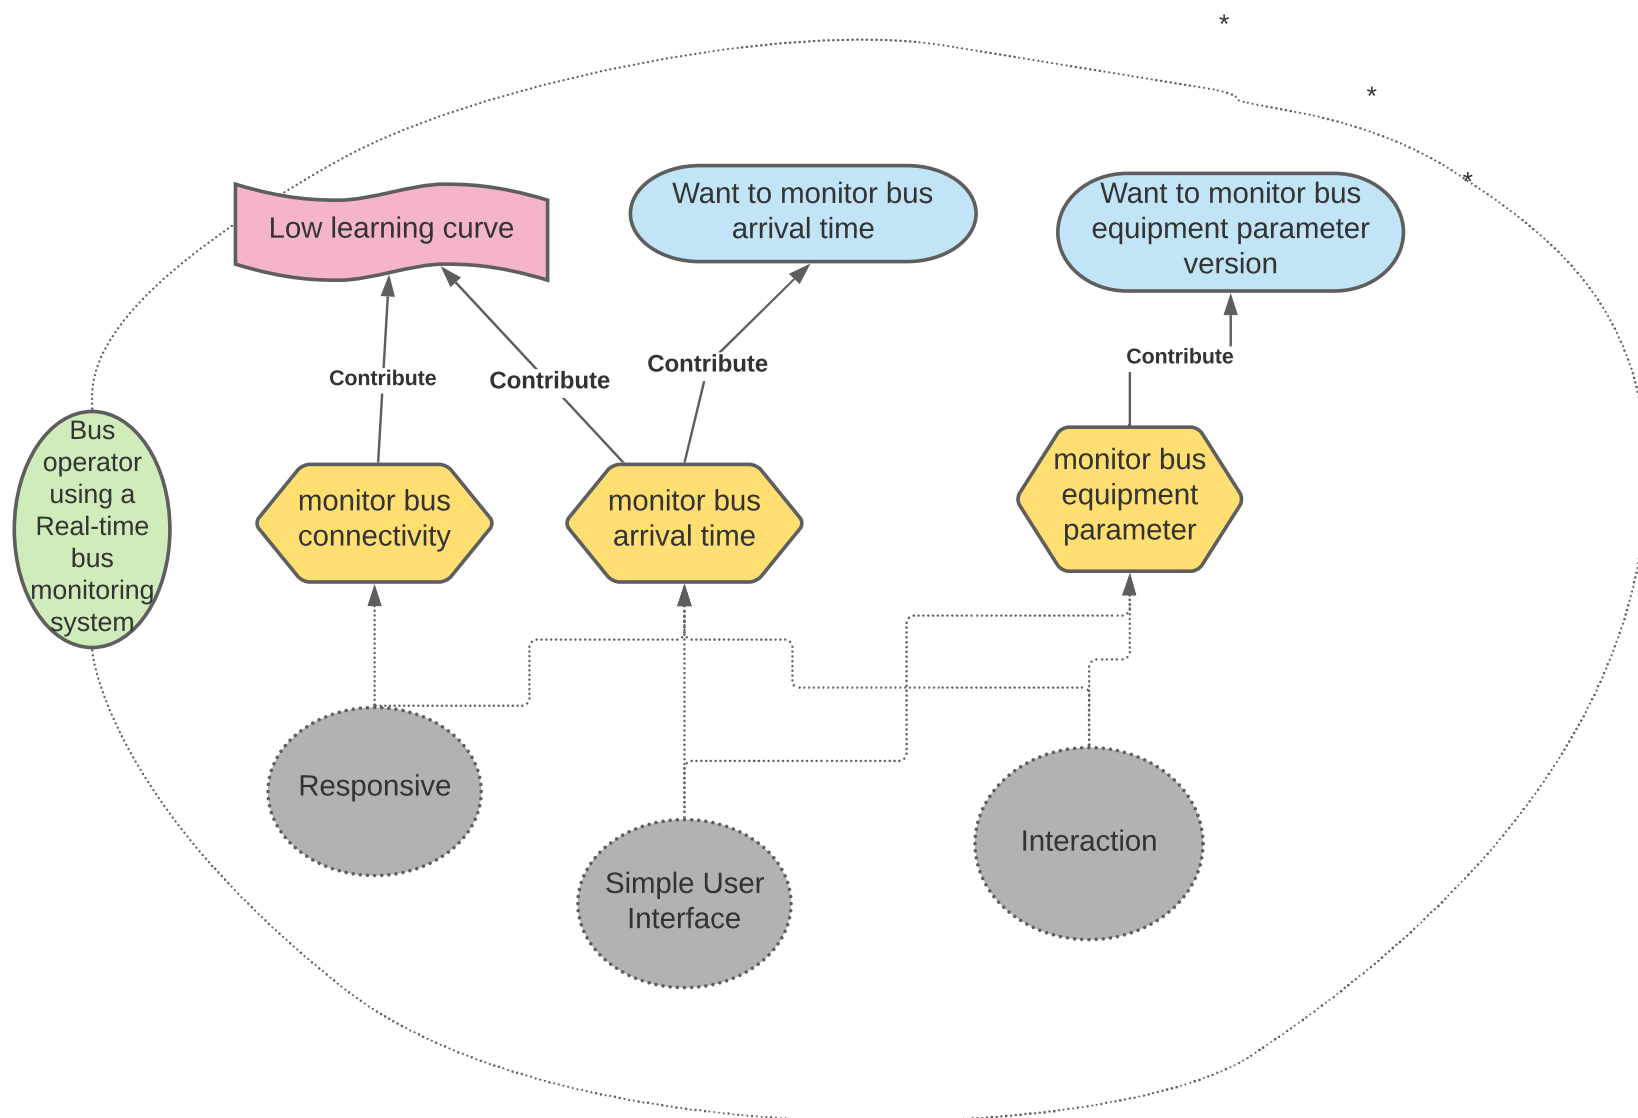 *
*
*
Low learning curve
Want to monitor bus
arrival time
Want to monitor bus
equipment parameter
version
Contribute
Contribute
Contribute
Contribute
Bus
operator
using a
Real-time
bus
monitoring
system
monitor bus
connectivity
monitor bus
arrival time
monitor bus
equipment
parameter
Responsive
Simple User
Interface
Interaction